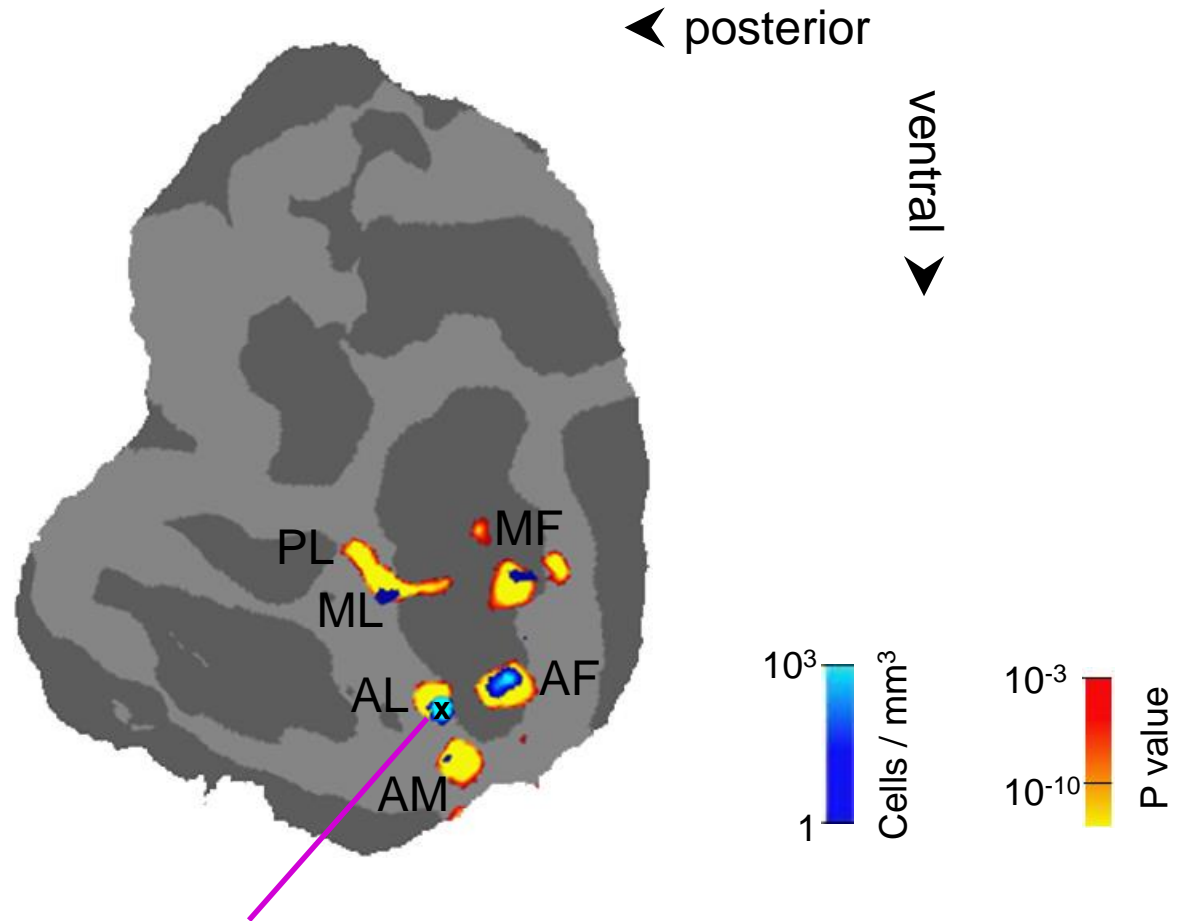 posterior
ventral
PL
MF
ML
AL
x
AF
AM
10³
1
Cells / mm³
10⁻³
10⁻¹⁰
P value